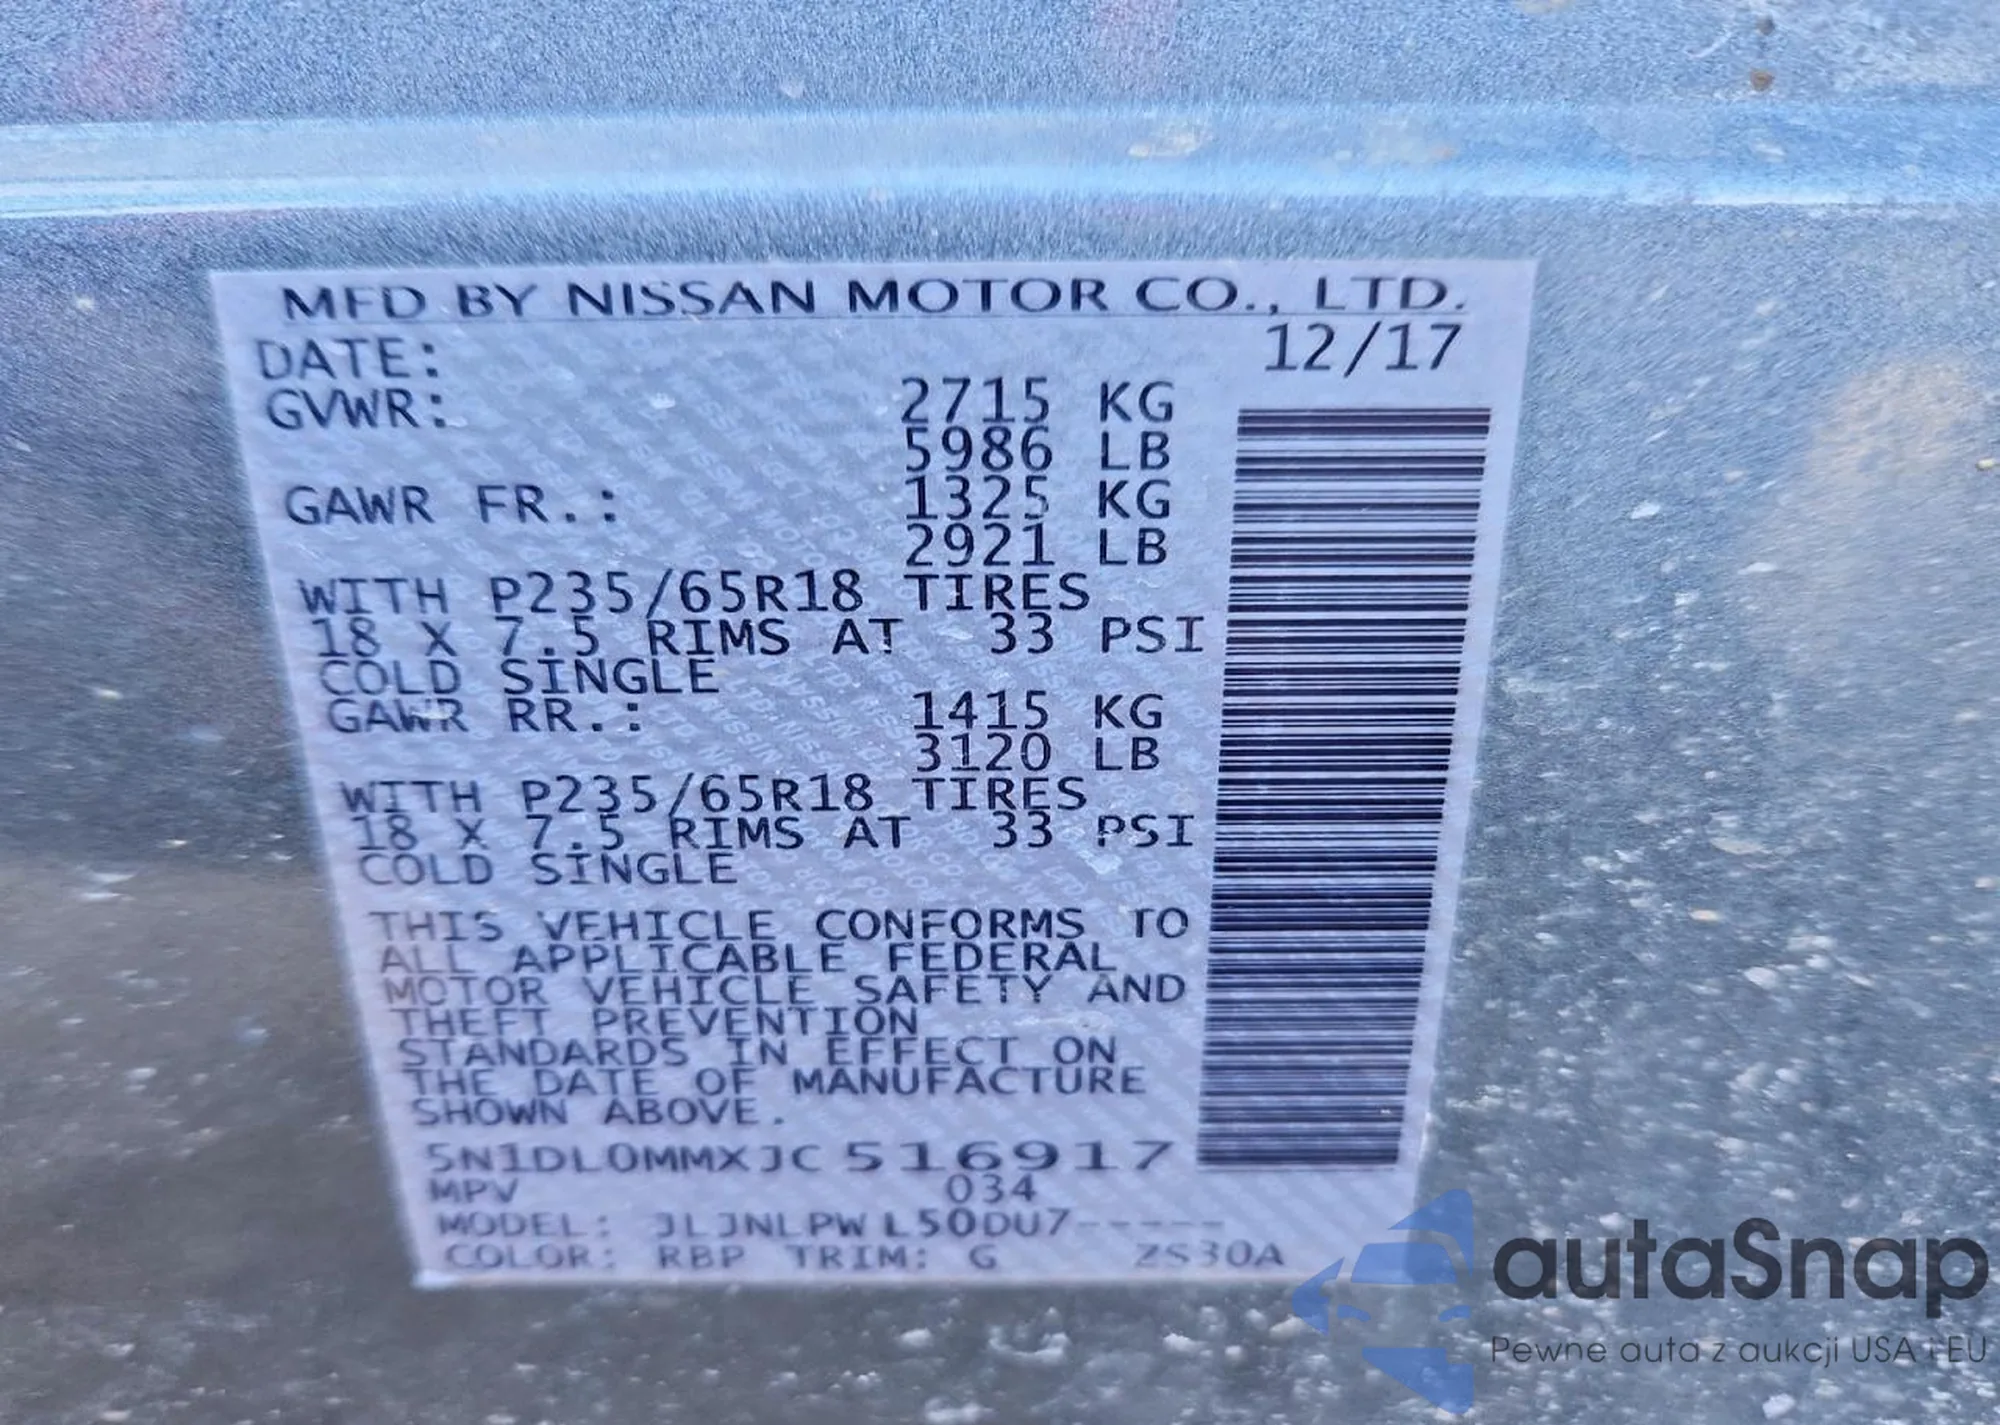 MFD BY NISSAN MOTOR CO., LTD.
DATE: 12/17
GVWR: 2715 KG
5986 LB
GAWR FR.: 1325 KG
2921 LB
WITH P235/65R18 TIRES
18 X 7.5 RIMS AT 33 PSI
COLD SINGLE
GAWR RR.: 1415 KG
3120 LB
WITH P235/65R18 TIRES
18 X 7.5 RIMS AT 33 PSI
COLD SINGLE
THIS VEHICLE CONFORMS TO
ALL APPLICABLE FEDERAL
MOTOR VEHICLE SAFETY AND
THEFT PREVENTION
STANDARDS IN EFFECT ON
THE DATE OF MANUFACTURE
SHOWN ABOVE.
5N1DL0MMXJC516917
MPV 034
MODEL: JLJNLPWL50DU7-----
COLOR: RBP TRIM: G ZS30A
autaSnap
Pewne auta z aukcji USA i EU